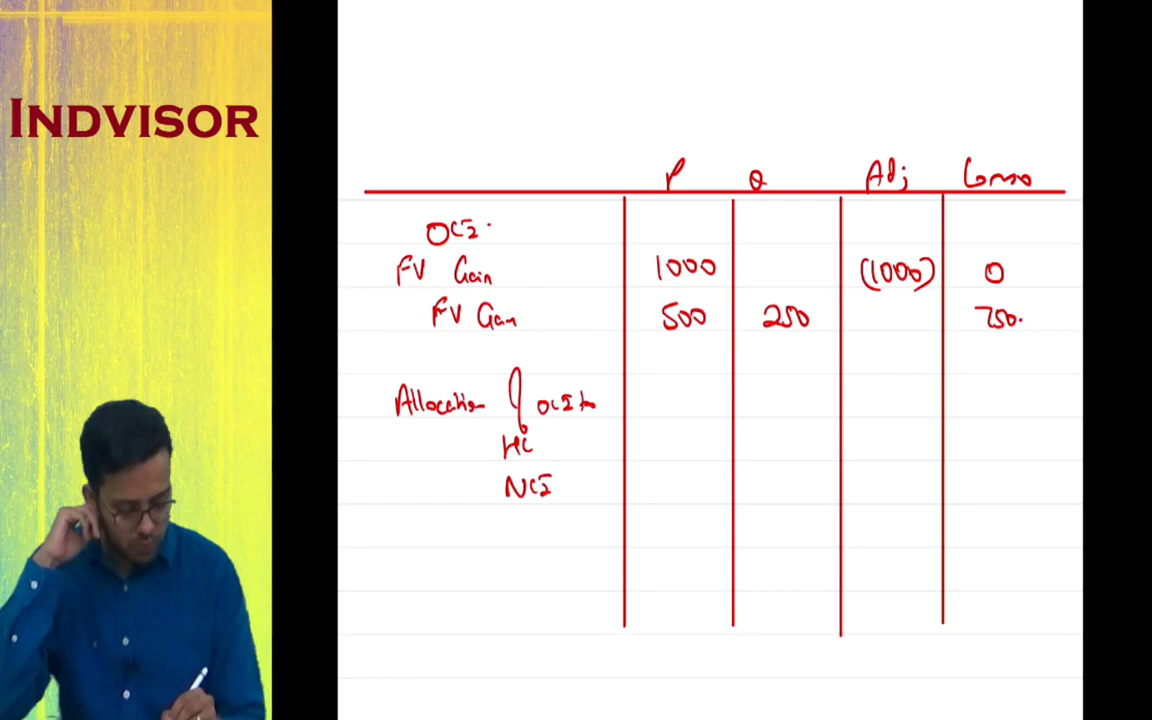 INDVISOR
P Q Adj Conso
OCI.
FV Gain 1000 (1000) 0
FV Gain 500 250 750.
Allocation of OCI to
HC
NCI